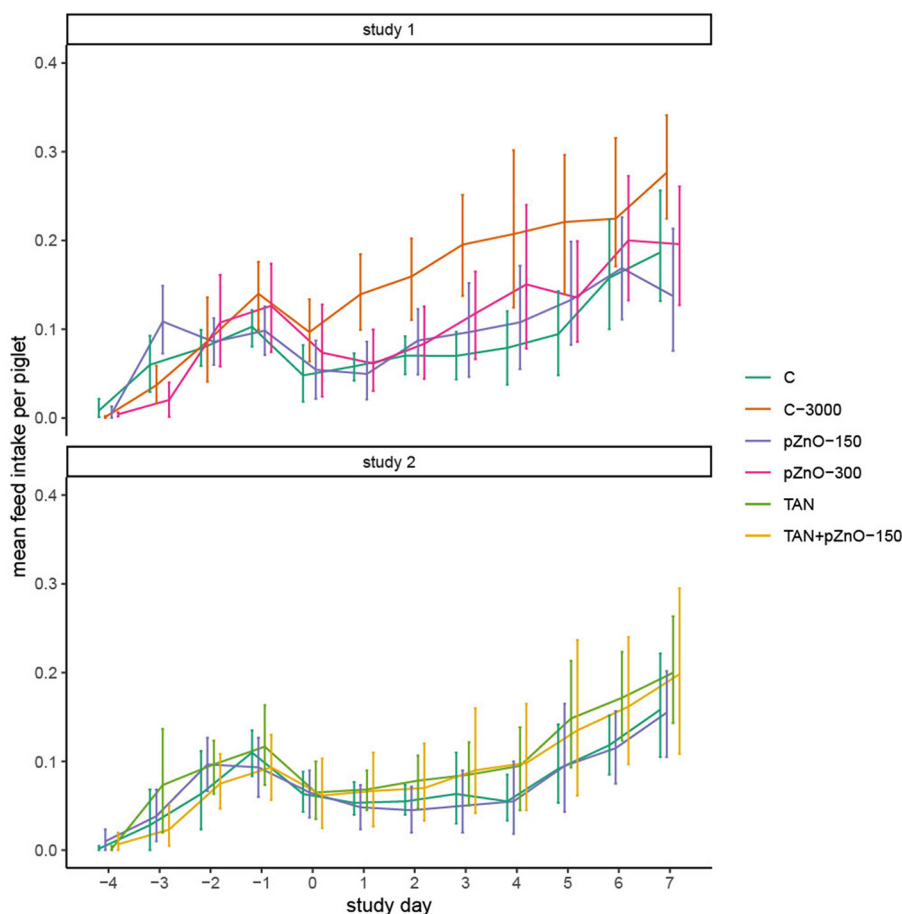 study 1
0.4
0.3
0.2
0.1
0.0
mean feed intake per piglet
study 2
0.4
0.3
0.2
0.1
0.0
−4 −3 −2 −1 0 1 2 3 4 5 6 7
study day
C
C−3000
pZnO−150
pZnO−300
TAN
TAN+pZnO−150